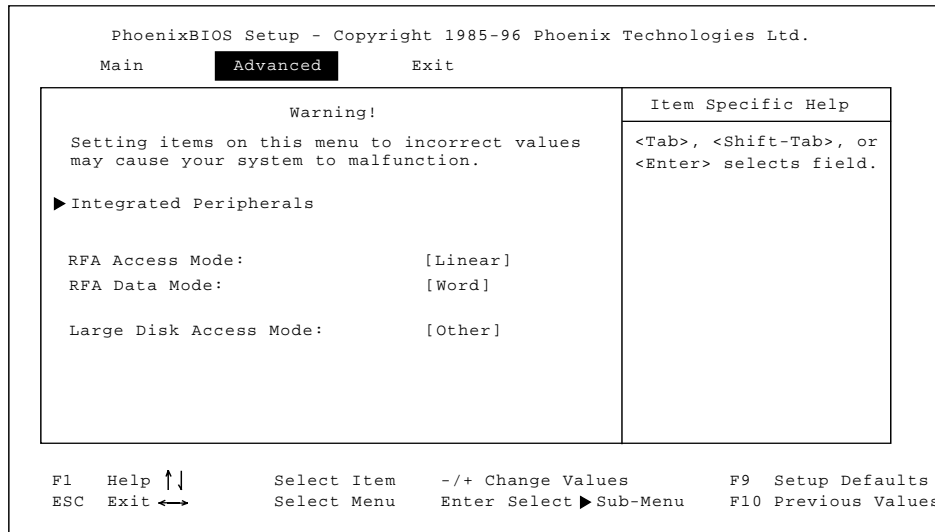 PhoenixBIOS Setup - Copyright 1985-96 Phoenix Technologies Ltd.
Main Advanced Exit
Warning!
Setting items on this menu to incorrect values
may cause your system to malfunction.
Integrated Peripherals
RFA Access Mode: [Linear]
RFA Data Mode: [Word]
Large Disk Access Mode: [Other]
Item Specific Help
<Tab>, <Shift-Tab>, or
<Enter> selects field.
F1 Help Select Item -/+ Change Values F9 Setup Defaults
ESC Exit Select Menu Enter Select Sub-Menu F10 Previous Values